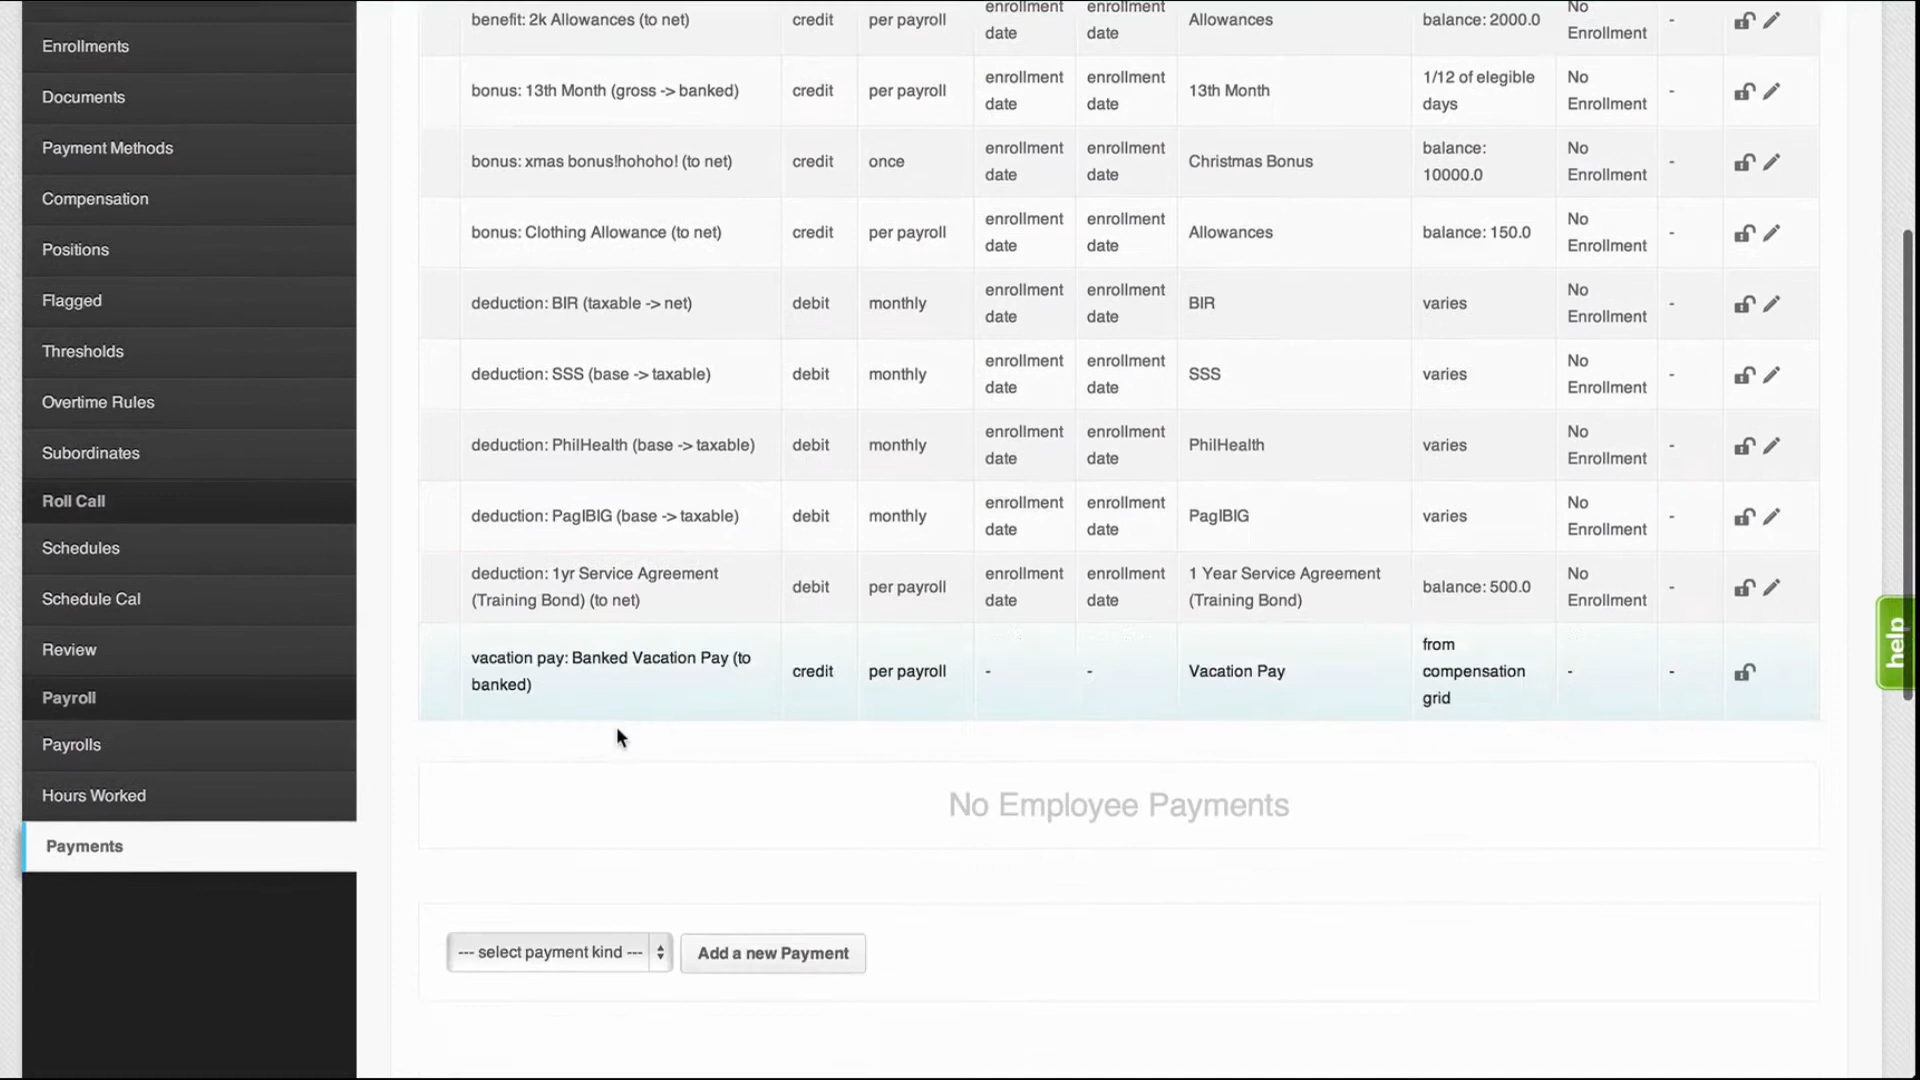 Enrollments
Documents
Payment Methods
Compensation
Positions
Flagged
Thresholds
Overtime Rules
Subordinates
Roll Call
Schedules
Schedule Cal
Review
Payroll
Payrolls
Hours Worked
Payments
benefit: 2k Allowances (to net) credit per payroll enrollment date enrollment date Allowances balance: 2000.0 No Enrollment -
bonus: 13th Month (gross -> banked) credit per payroll enrollment date enrollment date 13th Month 1/12 of elegible days No Enrollment -
bonus: xmas bonus!hohoho! (to net) credit once enrollment date enrollment date Christmas Bonus balance: 10000.0 No Enrollment -
bonus: Clothing Allowance (to net) credit per payroll enrollment date enrollment date Allowances balance: 150.0 No Enrollment -
deduction: BIR (taxable -> net) debit monthly enrollment date enrollment date BIR varies No Enrollment -
deduction: SSS (base -> taxable) debit monthly enrollment date enrollment date SSS varies No Enrollment -
deduction: PhilHealth (base -> taxable) debit monthly enrollment date enrollment date PhilHealth varies No Enrollment -
deduction: PagIBIG (base -> taxable) debit monthly enrollment date enrollment date PagIBIG varies No Enrollment -
deduction: 1yr Service Agreement (Training Bond) (to net) debit per payroll enrollment date enrollment date 1 Year Service Agreement (Training Bond) balance: 500.0 No Enrollment -
vacation pay: Banked Vacation Pay (to banked) credit per payroll - - Vacation Pay from compensation grid - -
No Employee Payments
--- select payment kind --- Add a new Payment
help